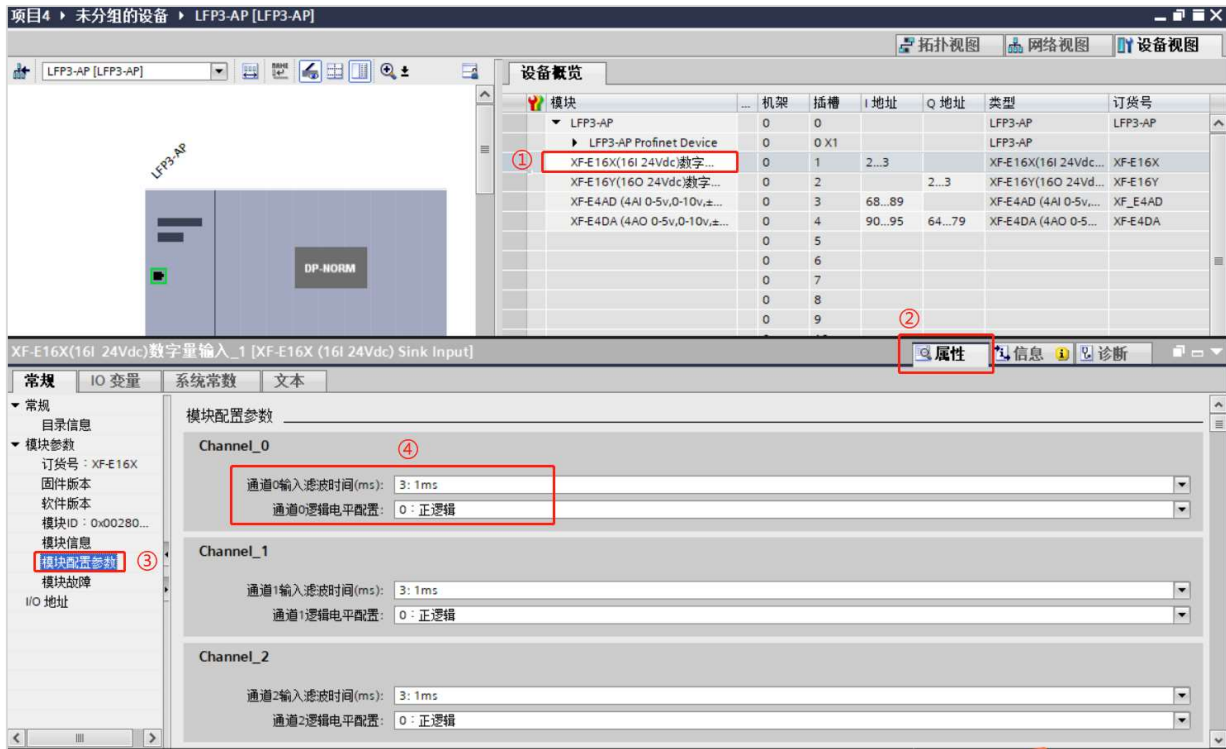 项目4 ▸ 未分组的设备 ▸ LFP3-AP [LFP3-AP]
拓扑视图 网络视图 设备视图
LFP3-AP [LFP3-AP]
设备概览
模块 ... 机架 插槽 I 地址 Q 地址 类型 订货号
LFP3-AP 0 0 LFP3-AP LFP3-AP
LFP3-AP Profinet Device 0 0 X1 LFP3-AP
① XF-E16X(16I 24Vdc)数字... 0 1 2...3 XF-E16X(16I 24Vdc... XF-E16X
XF-E16Y(16O 24Vdc)数字... 0 2 2...3 XF-E16Y(16O 24Vd... XF-E16Y
XF-E4AD (4AI 0-5v,0-10v,±... 0 3 68...89 XF-E4AD (4AI 0-5v,... XF_E4AD
XF-E4DA (4AO 0-5v,0-10v,±... 0 4 90...95 64...79 XF-E4DA (4AO 0-5... XF-E4DA
0 5
0 6
0 7
0 8
0 9
LFP3-AP
DP-NORM
②
XF-E16X(16I 24Vdc)数字量输入_1 [XF-E16X (16I 24Vdc) Sink Input]
属性 信息 诊断
常规 IO 变量 系统常数 文本
常规
目录信息
模块参数
订货号：XF-E16X
固件版本
软件版本
模块ID：0x00280...
模块信息
模块配置参数 ③
模块故障
I/O 地址
模块配置参数
Channel_0
④
通道0输入滤波时间(ms): 3: 1ms
通道0逻辑电平配置: 0：正逻辑
Channel_1
通道1输入滤波时间(ms): 3: 1ms
通道1逻辑电平配置: 0：正逻辑
Channel_2
通道2输入滤波时间(ms): 3: 1ms
通道2逻辑电平配置: 0：正逻辑